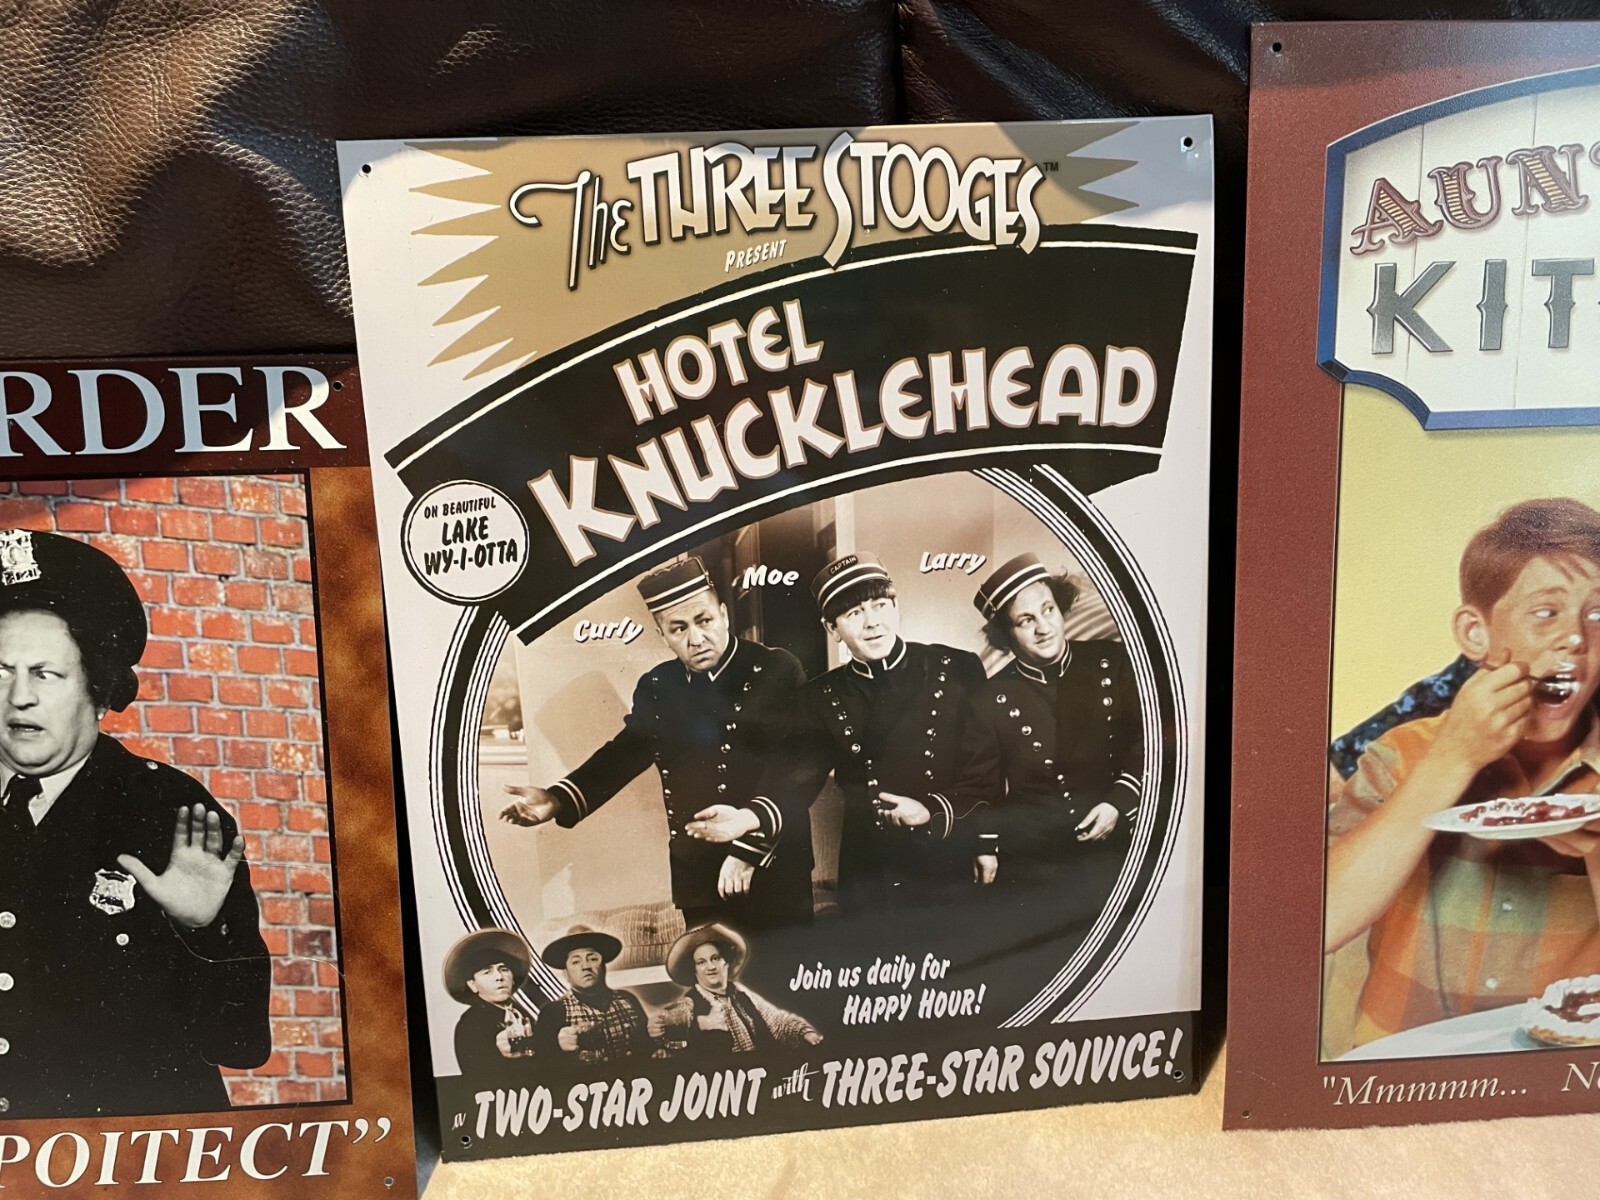 RDER
POITECT”
The THREE STOOGES™
PRESENT
HOTEL
KNUCKLEHEAD
ON BEAUTIFUL
LAKE
WY-I-OTTA
Curly
Moe
Larry
CAPTAIN
Join us daily for
HAPPY HOUR!
TWO-STAR JOINT with THREE-STAR SOIVICE!
AUN
KIT
"Mmmmm...